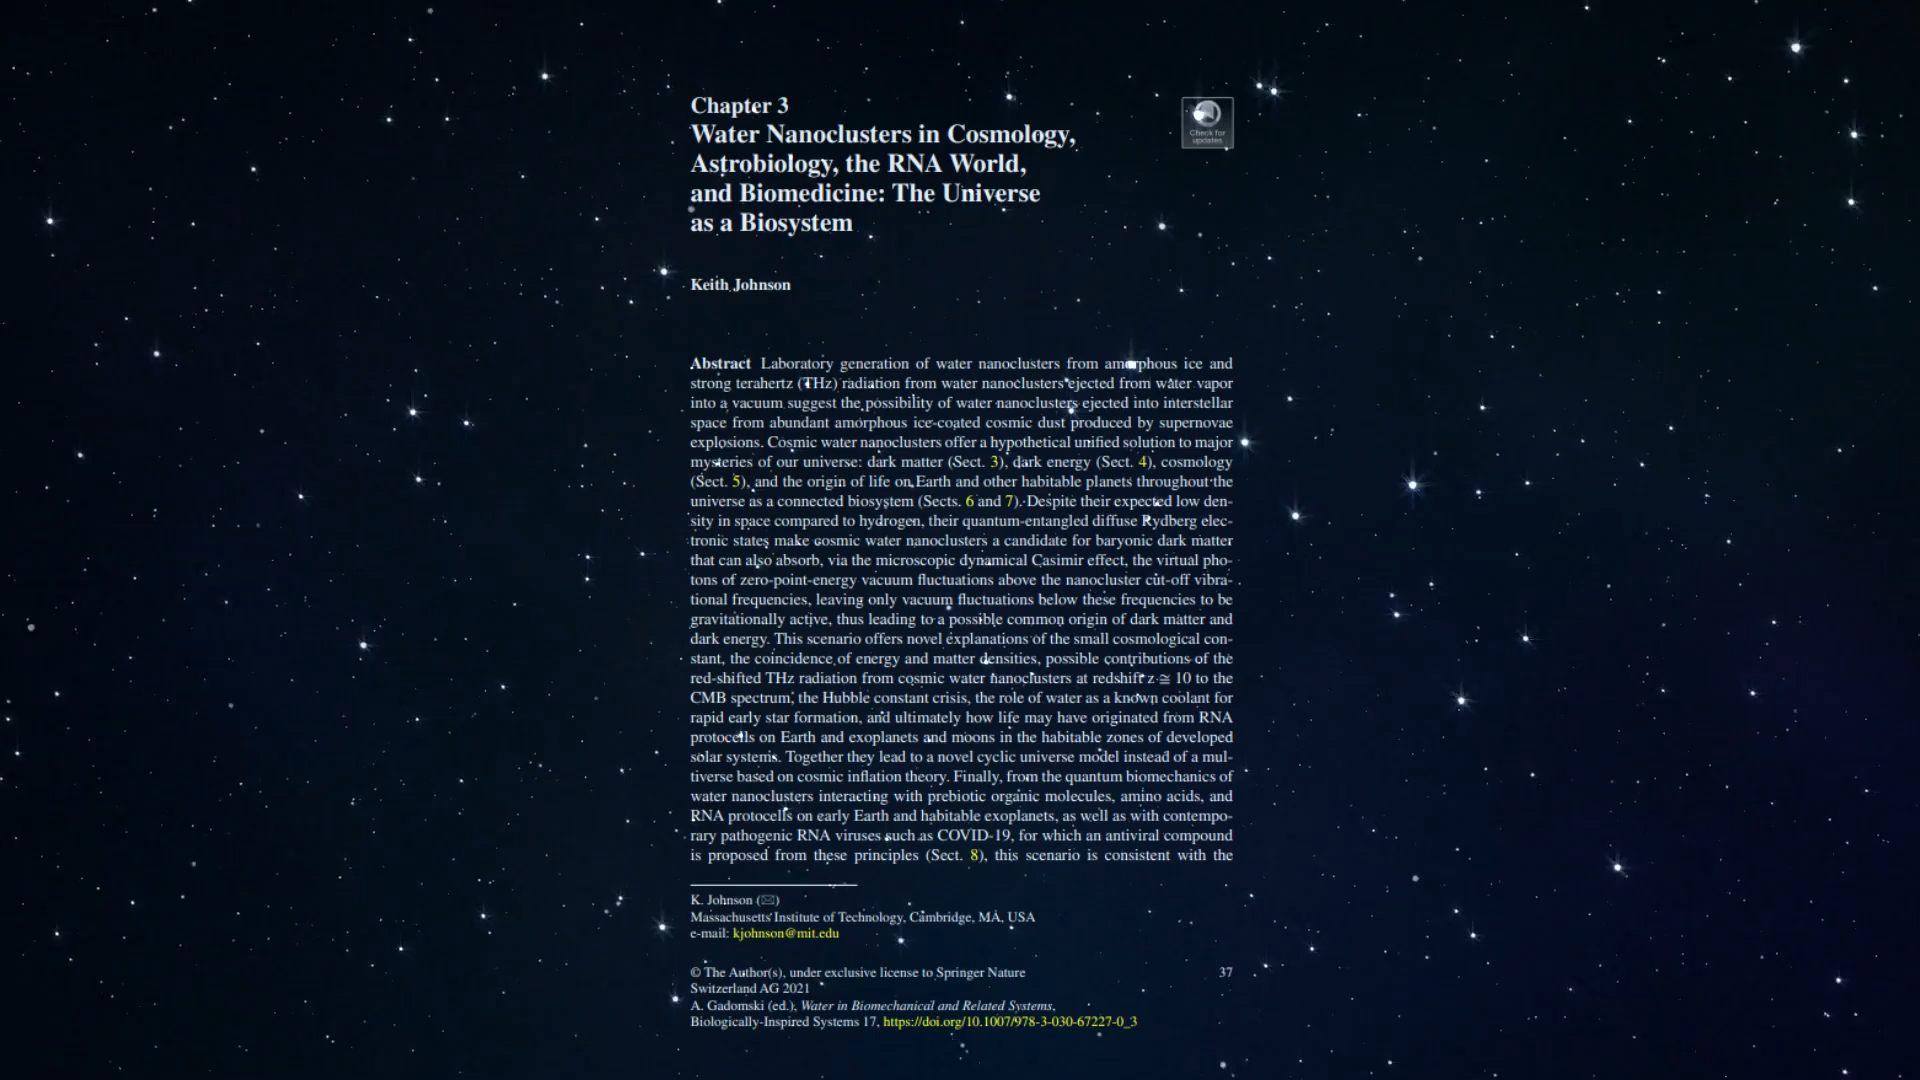 Chapter 3
Water Nanoclusters in Cosmology,
Astrobiology, the RNA World,
and Biomedicine: The Universe
as a Biosystem
Check for
updates
Keith Johnson
Abstract Laboratory generation of water nanoclusters from amorphous ice and
strong terahertz (THz) radiation from water nanoclusters ejected from water vapor
into a vacuum suggest the possibility of water nanoclusters ejected into interstellar
space from abundant amorphous ice-coated cosmic dust produced by supernovae
explosions. Cosmic water nanoclusters offer a hypothetical unified solution to major
mysteries of our universe: dark matter (Sect. 3), dark energy (Sect. 4), cosmology
(Sect. 5), and the origin of life on Earth and other habitable planets throughout the
universe as a connected biosystem (Sects. 6 and 7). Despite their expected low den-
sity in space compared to hydrogen, their quantum-entangled diffuse Rydberg elec-
tronic states make cosmic water nanoclusters a candidate for baryonic dark matter
that can also absorb, via the microscopic dynamical Casimir effect, the virtual pho-
tons of zero-point-energy vacuum fluctuations above the nanocluster cut-off vibra-
tional frequencies, leaving only vacuum fluctuations below these frequencies to be
gravitationally active, thus leading to a possible common origin of dark matter and
dark energy. This scenario offers novel explanations of the small cosmological con-
stant, the coincidence of energy and matter densities, possible contributions of the
red-shifted THz radiation from cosmic water nanoclusters at redshift z ≅ 10 to the
CMB spectrum, the Hubble constant crisis, the role of water as a known coolant for
rapid early star formation, and ultimately how life may have originated from RNA
protocells on Earth and exoplanets and moons in the habitable zones of developed
solar systems. Together they lead to a novel cyclic universe model instead of a mul-
tiverse based on cosmic inflation theory. Finally, from the quantum biomechanics of
water nanoclusters interacting with prebiotic organic molecules, amino acids, and
RNA protocells on early Earth and habitable exoplanets, as well as with contempo-
rary pathogenic RNA viruses such as COVID-19, for which an antiviral compound
is proposed from these principles (Sect. 8), this scenario is consistent with the
K. Johnson (✉)
Massachusetts Institute of Technology, Cambridge, MA, USA
e-mail: kjohnson@mit.edu
© The Author(s), under exclusive license to Springer Nature 37
Switzerland AG 2021
A. Gadomski (ed.), Water in Biomechanical and Related Systems,
Biologically-Inspired Systems 17, https://doi.org/10.1007/978-3-030-67227-0_3